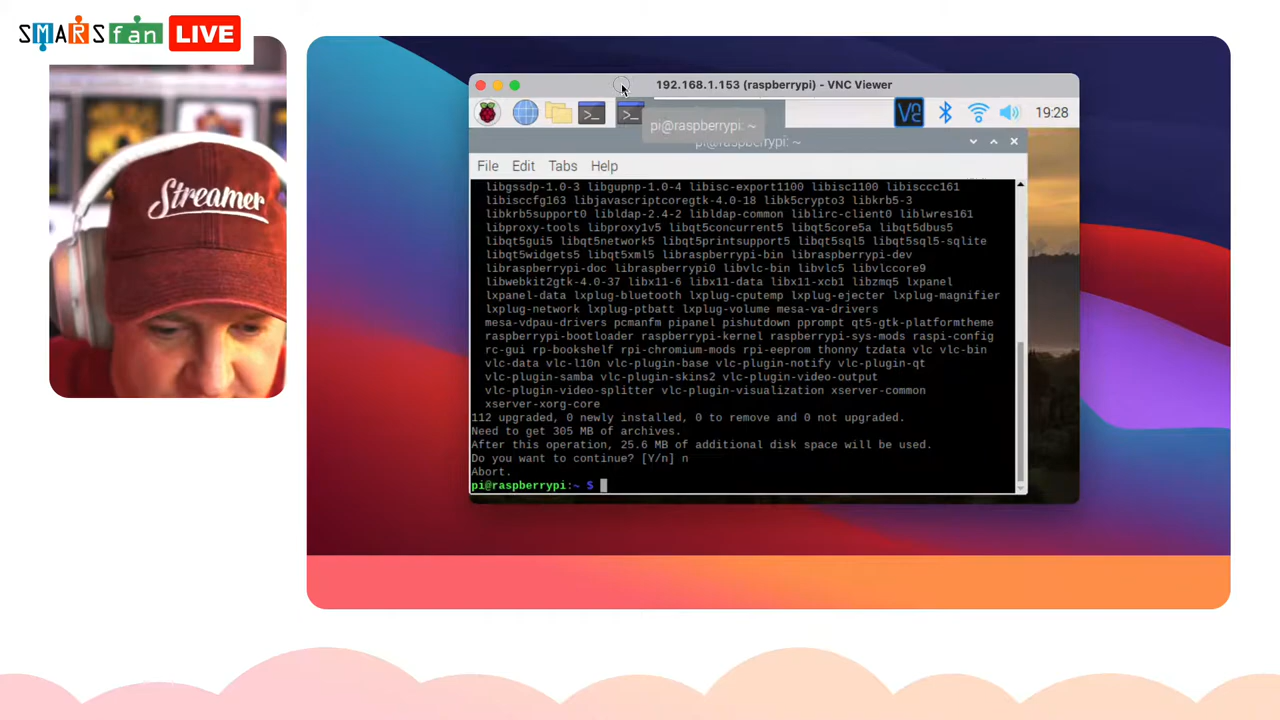 SMARSfan LIVE
Streamer
192.168.1.153 (raspberrypi) - VNC Viewer
>_ >_ V2 19:28
pi@raspberrypi: ~
pi@raspberrypi: ~
File Edit Tabs Help
libgssdp-1.0-3 libgupnp-1.0-4 libisc-export1100 libisc1100 libisccc161
libisccfg163 libjavascriptcoregtk-4.0-18 libk5crypto3 libkrb5-3
libkrb5support0 libldap-2.4-2 libldap-common liblirc-client0 liblwres161
libproxy-tools libproxy1v5 libqt5concurrent5 libqt5core5a libqt5dbus5
libqt5gui5 libqt5network5 libqt5printsupport5 libqt5sql5 libqt5sql5-sqlite
libqt5widgets5 libqt5xml5 libraspberrypi-bin libraspberrypi-dev
libraspberrypi-doc libraspberrypi0 libvlc-bin libvlc5 libvlccore9
libwebkit2gtk-4.0-37 libx11-6 libx11-data libx11-xcb1 libzmq5 lxpanel
lxpanel-data lxplug-bluetooth lxplug-cputemp lxplug-ejecter lxplug-magnifier
lxplug-network lxplug-ptbatt lxplug-volume mesa-va-drivers
mesa-vdpau-drivers pcmanfm pipanel pishutdown pprompt qt5-gtk-platformtheme
raspberrypi-bootloader raspberrypi-kernel raspberrypi-sys-mods raspi-config
rc-gui rp-bookshelf rpi-chromium-mods rpi-eeprom thonny tzdata vlc vlc-bin
vlc-data vlc-l10n vlc-plugin-base vlc-plugin-notify vlc-plugin-qt
vlc-plugin-samba vlc-plugin-skins2 vlc-plugin-video-output
vlc-plugin-video-splitter vlc-plugin-visualization xserver-common
xserver-xorg-core
112 upgraded, 0 newly installed, 0 to remove and 0 not upgraded.
Need to get 305 MB of archives.
After this operation, 25.6 MB of additional disk space will be used.
Do you want to continue? [Y/n] n
Abort.
pi@raspberrypi:~ $